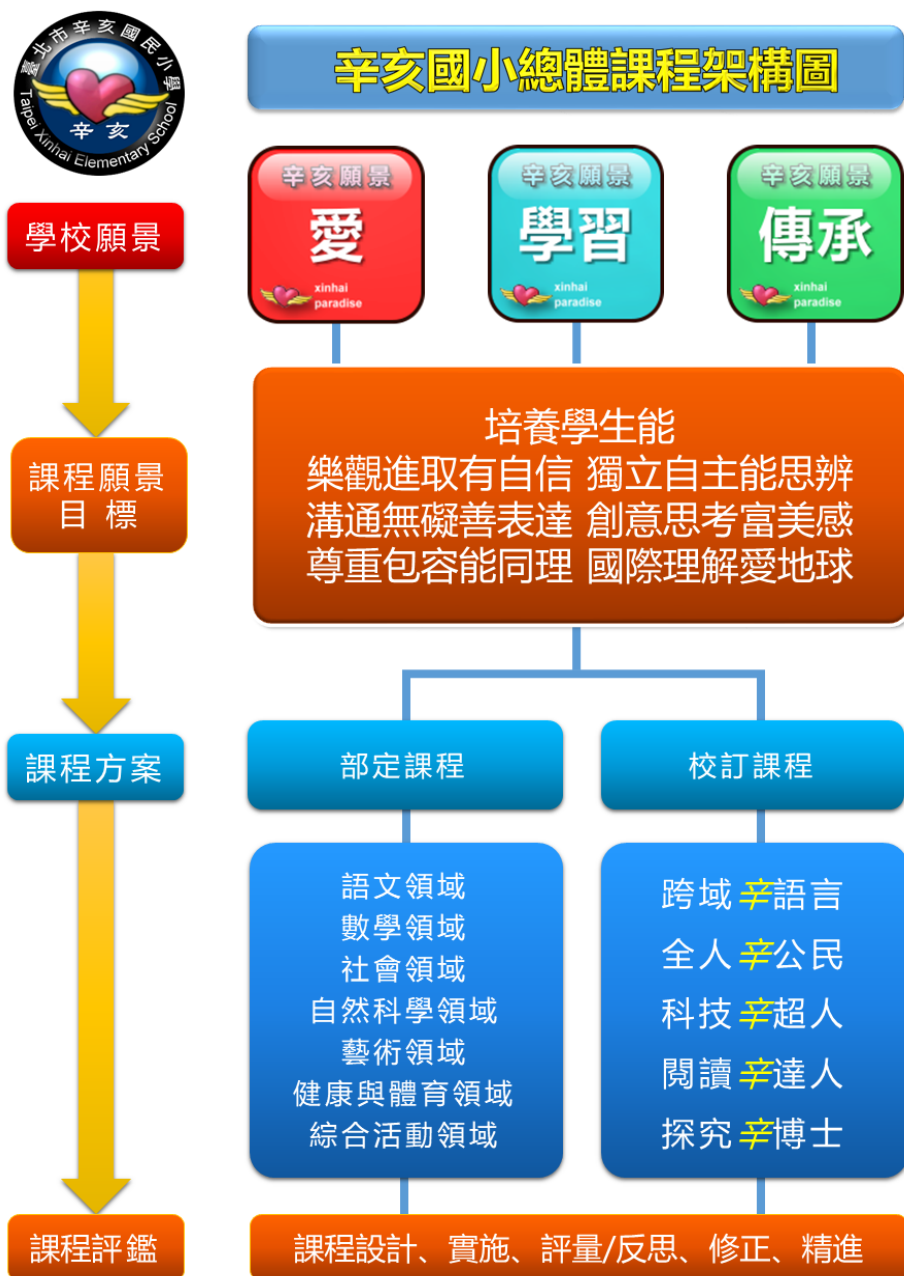 臺北市辛亥國民小學
辛亥
Taipei Xinhai Elementary School
辛亥國小總體課程架構圖
學校願景
辛亥願景
愛
xinhai
paradise
辛亥願景
學習
xinhai
paradise
辛亥願景
傳承
xinhai
paradise
課程願景
目 標
培養學生能
樂觀進取有自信 獨立自主能思辨
溝通無礙善表達 創意思考富美感
尊重包容能同理 國際理解愛地球
課程方案
部定課程
校訂課程
語文領域
數學領域
社會領域
自然科學領域
藝術領域
健康與體育領域
綜合活動領域
跨域辛語言
全人辛公民
科技辛超人
閱讀辛達人
探究辛博士
課程評鑑
課程設計、實施、評量/反思、修正、精進